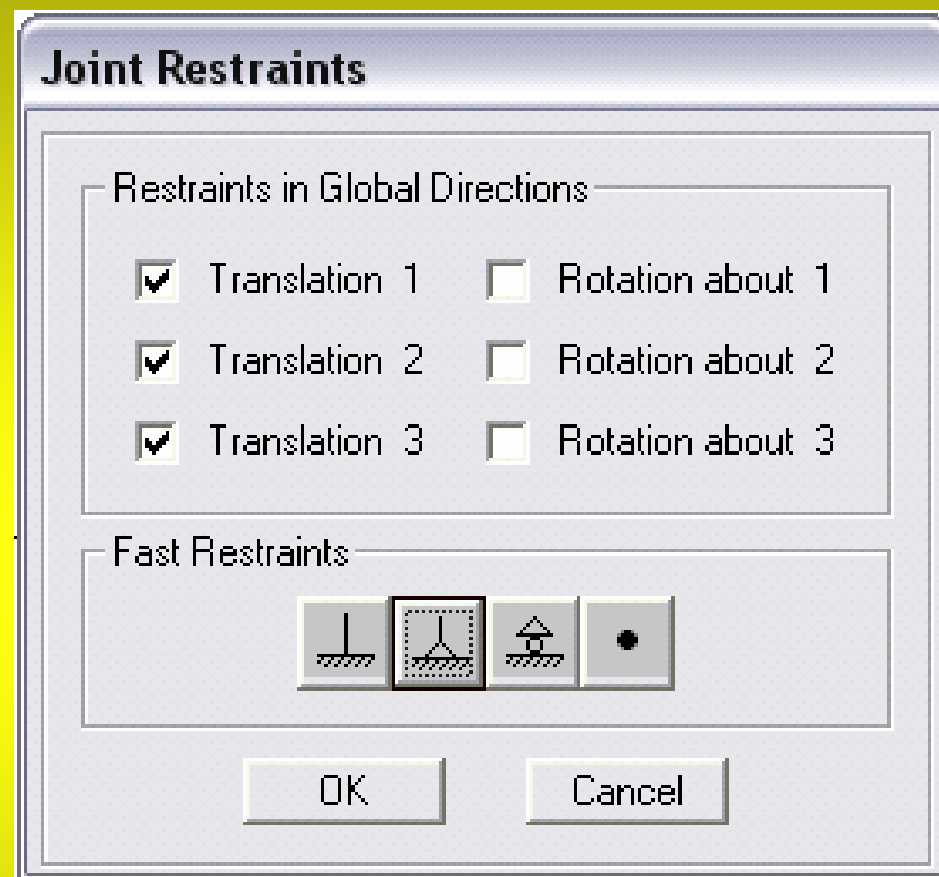 Joint Restraints
Restraints in Global Directions
Translation 1 Rotation about 1
Translation 2 Rotation about 2
Translation 3 Rotation about 3
Fast Restraints
OK Cancel